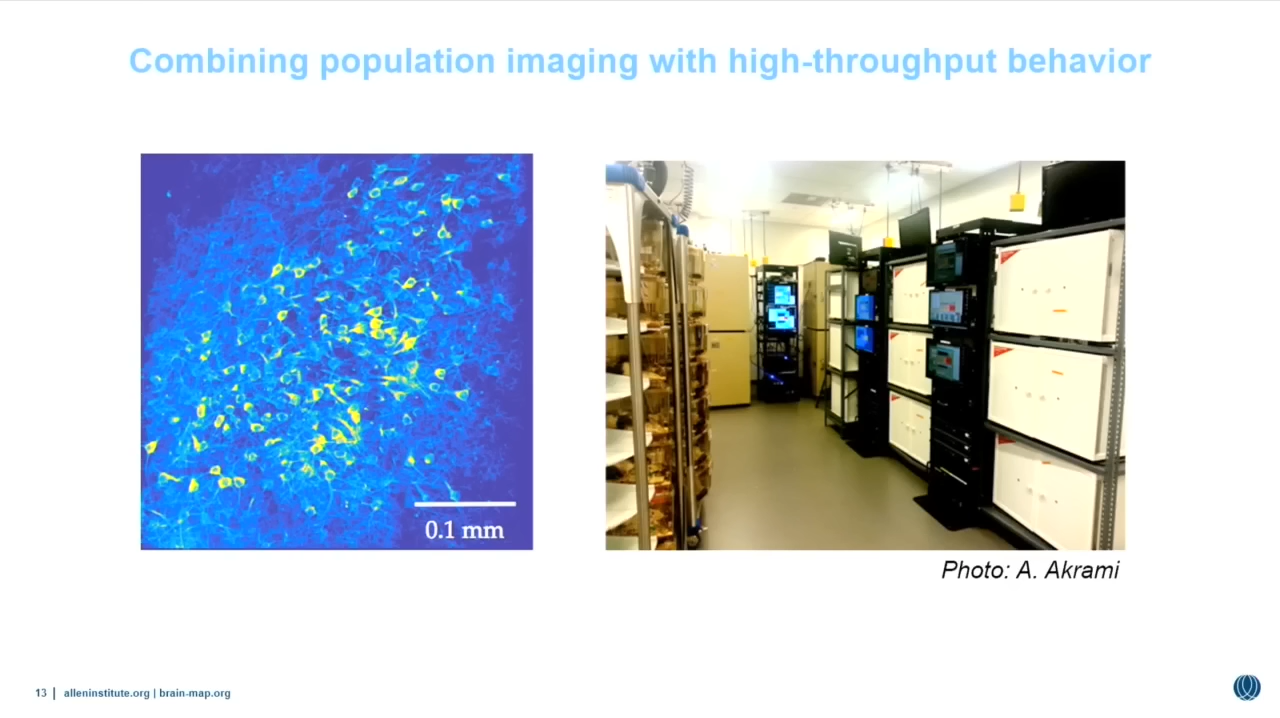 Combining population imaging with high-throughput behavior
0.1 mm
Photo: A. Akrami
13 | alleninstitute.org | brain-map.org